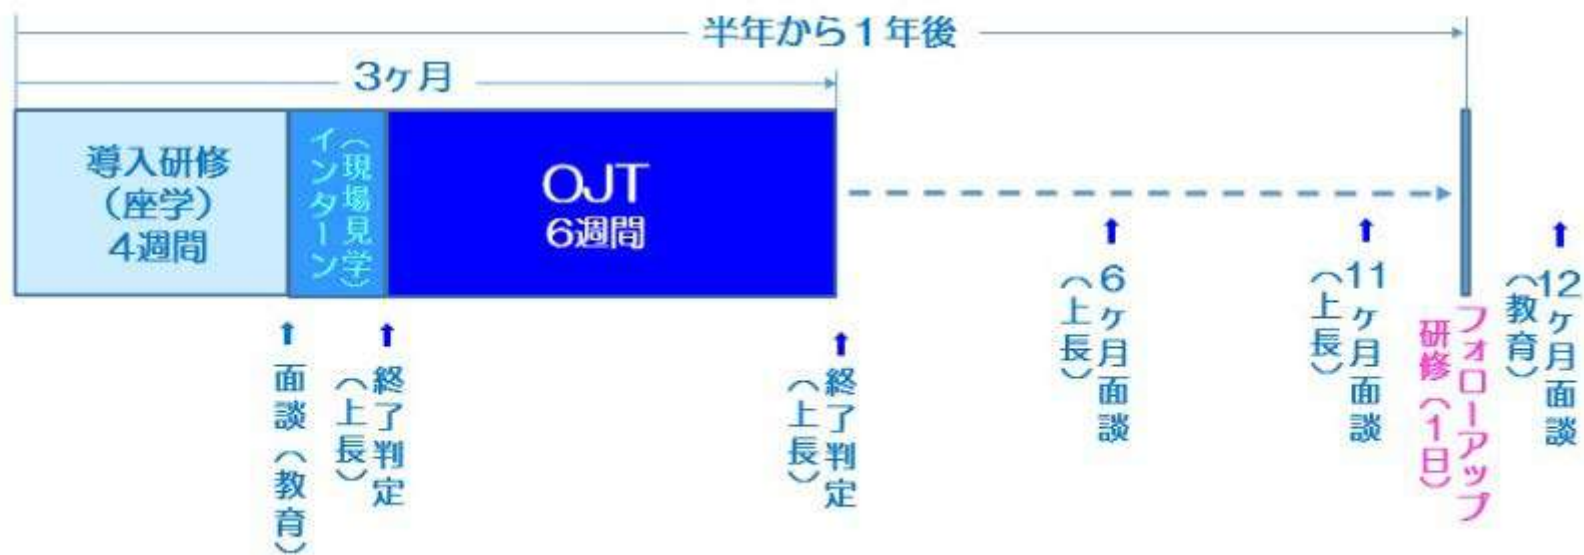 半年から1年後
3ヶ月
導入研修
(座学)
4週間
インターン
(現場見学)
OJT
6週間
面談(教育)
終了判定
(上長)
終了判定
(上長)
6ヶ月面談
(上長)
11ヶ月面談
(上長)
フォローアップ
研修(1日)
12ヶ月面談
(教育)